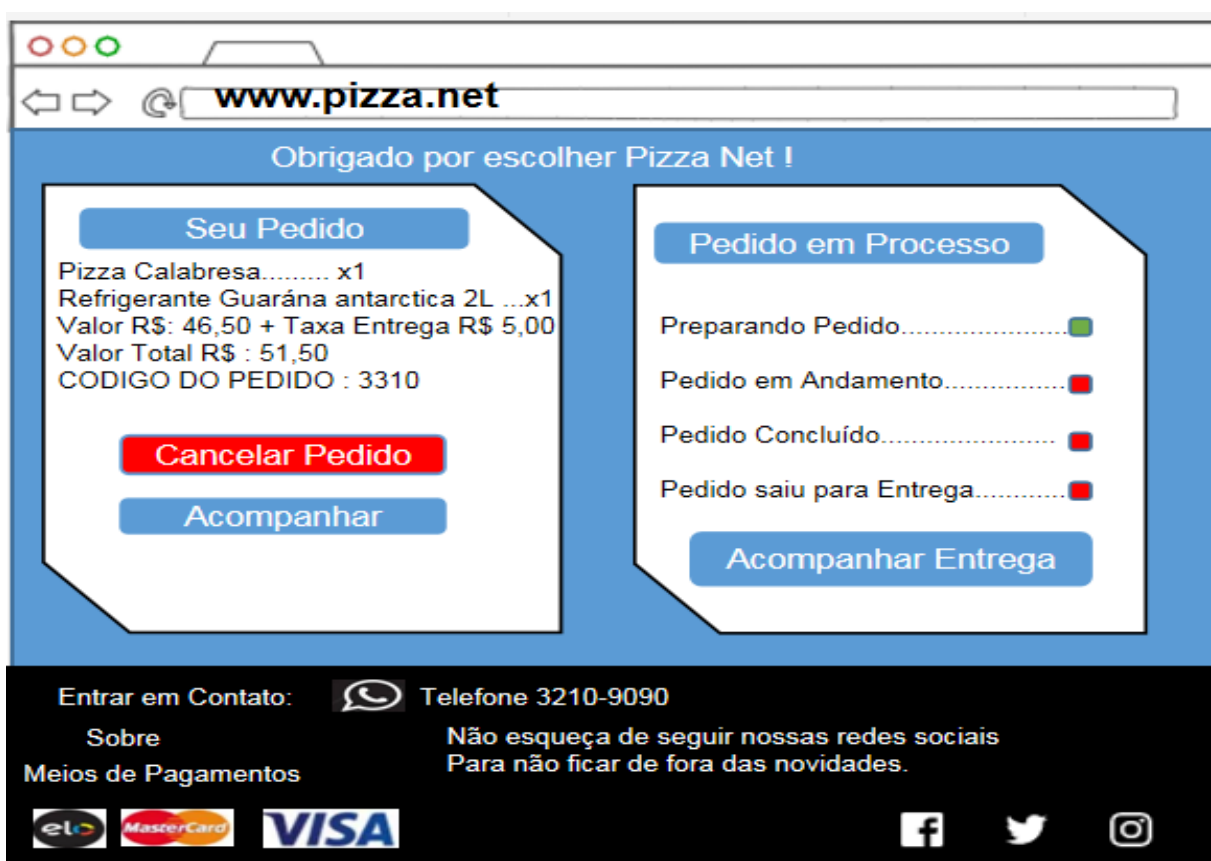 www.pizza.net
Obrigado por escolher Pizza Net !
Seu Pedido
Pizza Calabresa......... x1
Refrigerante Guarána antarctica 2L ...x1
Valor R$: 46,50 + Taxa Entrega R$ 5,00
Valor Total R$ : 51,50
CODIGO DO PEDIDO : 3310
Cancelar Pedido
Acompanhar
Pedido em Processo
Preparando Pedido......................
Pedido em Andamento................
Pedido Concluído.......................
Pedido saiu para Entrega............
Acompanhar Entrega
Entrar em Contato:
Telefone 3210-9090
Sobre
Meios de Pagamentos
Não esqueça de seguir nossas redes sociais
Para não ficar de fora das novidades.
elo
MasterCard
VISA